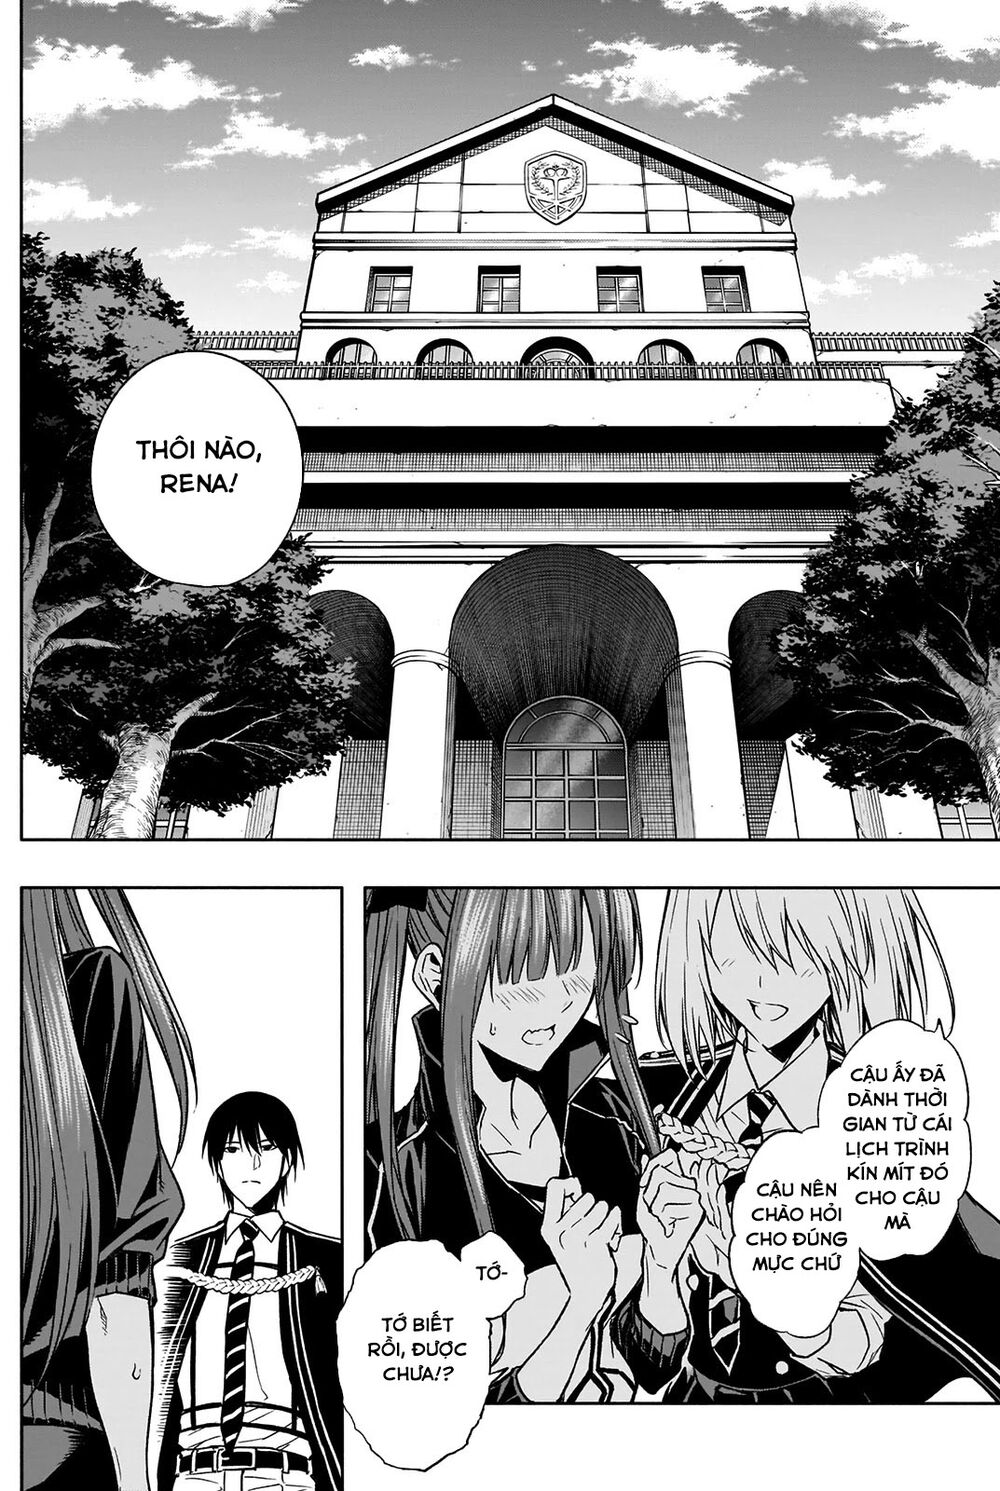 THÔI NÀO,
RENA!
CẬU ẤY ĐÃ
DÀNH THỜI
GIAN TỪ CÁI
LỊCH TRÌNH
KÍN MÍT ĐÓ
CHO CẬU
MÀ
CẬU NÊN
CHÀO HỎI
CHO ĐÚNG
MỰC CHỨ
TỚ-
TỚ BIẾT
RỒI, ĐƯỢC
CHƯA!?